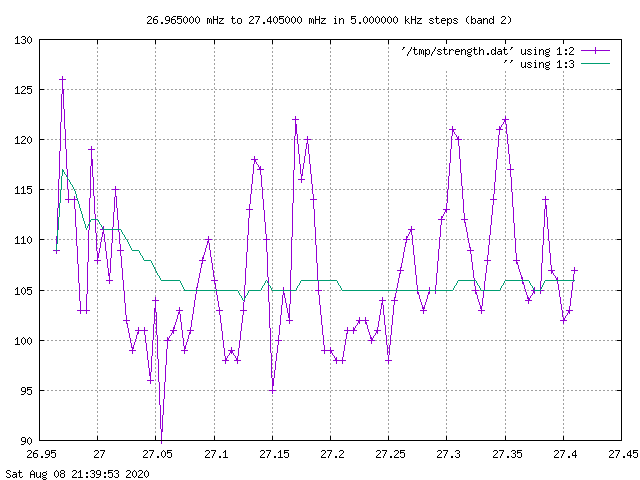 26.965000 mHz to 27.405000 mHz in 5.000000 kHz steps (band 2)
'/tmp/strength.dat' using 1:2
'' using 1:3
130
125
120
115
110
105
100
95
90
26.95 27 27.05 27.1 27.15 27.2 27.25 27.3 27.35 27.4 27.45
Sat Aug 08 21:39:53 2020